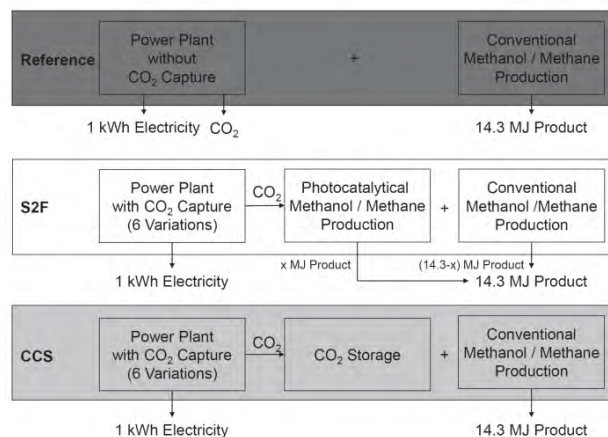 Reference
Power Plant
without
CO₂ Capture
+
Conventional
Methanol / Methane
Production
1 kWh Electricity
CO₂
14.3 MJ Product
S2F
Power Plant
with CO₂ Capture
(6 Variations)
CO₂
Photocatalytical
Methanol / Methane
Production
+
Conventional
Methanol /Methane
Production
x MJ Product
(14.3-x) MJ Product
1 kWh Electricity
14.3 MJ Product
CCS
Power Plant
with CO₂ Capture
(6 Variations)
CO₂
CO₂ Storage
+
Conventional
Methanol / Methane
Production
1 kWh Electricity
14.3 MJ Product